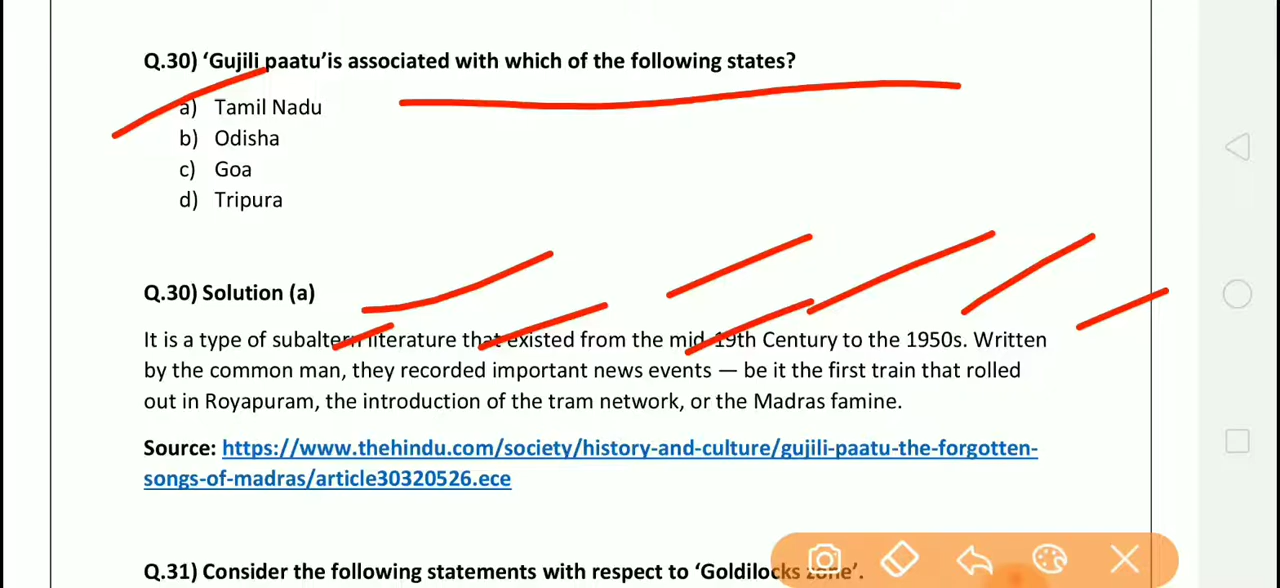 Q.30) ‘Gujili paatu’is associated with which of the following states?
a) Tamil Nadu
b) Odisha
c) Goa
d) Tripura
Q.30) Solution (a)
It is a type of subaltern literature that existed from the mid-19th Century to the 1950s. Written
by the common man, they recorded important news events — be it the first train that rolled
out in Royapuram, the introduction of the tram network, or the Madras famine.
Source: https://www.thehindu.com/society/history-and-culture/gujili-paatu-the-forgotten-
songs-of-madras/article30320526.ece
Q.31) Consider the following statements with respect to ‘Goldilocks zone’.